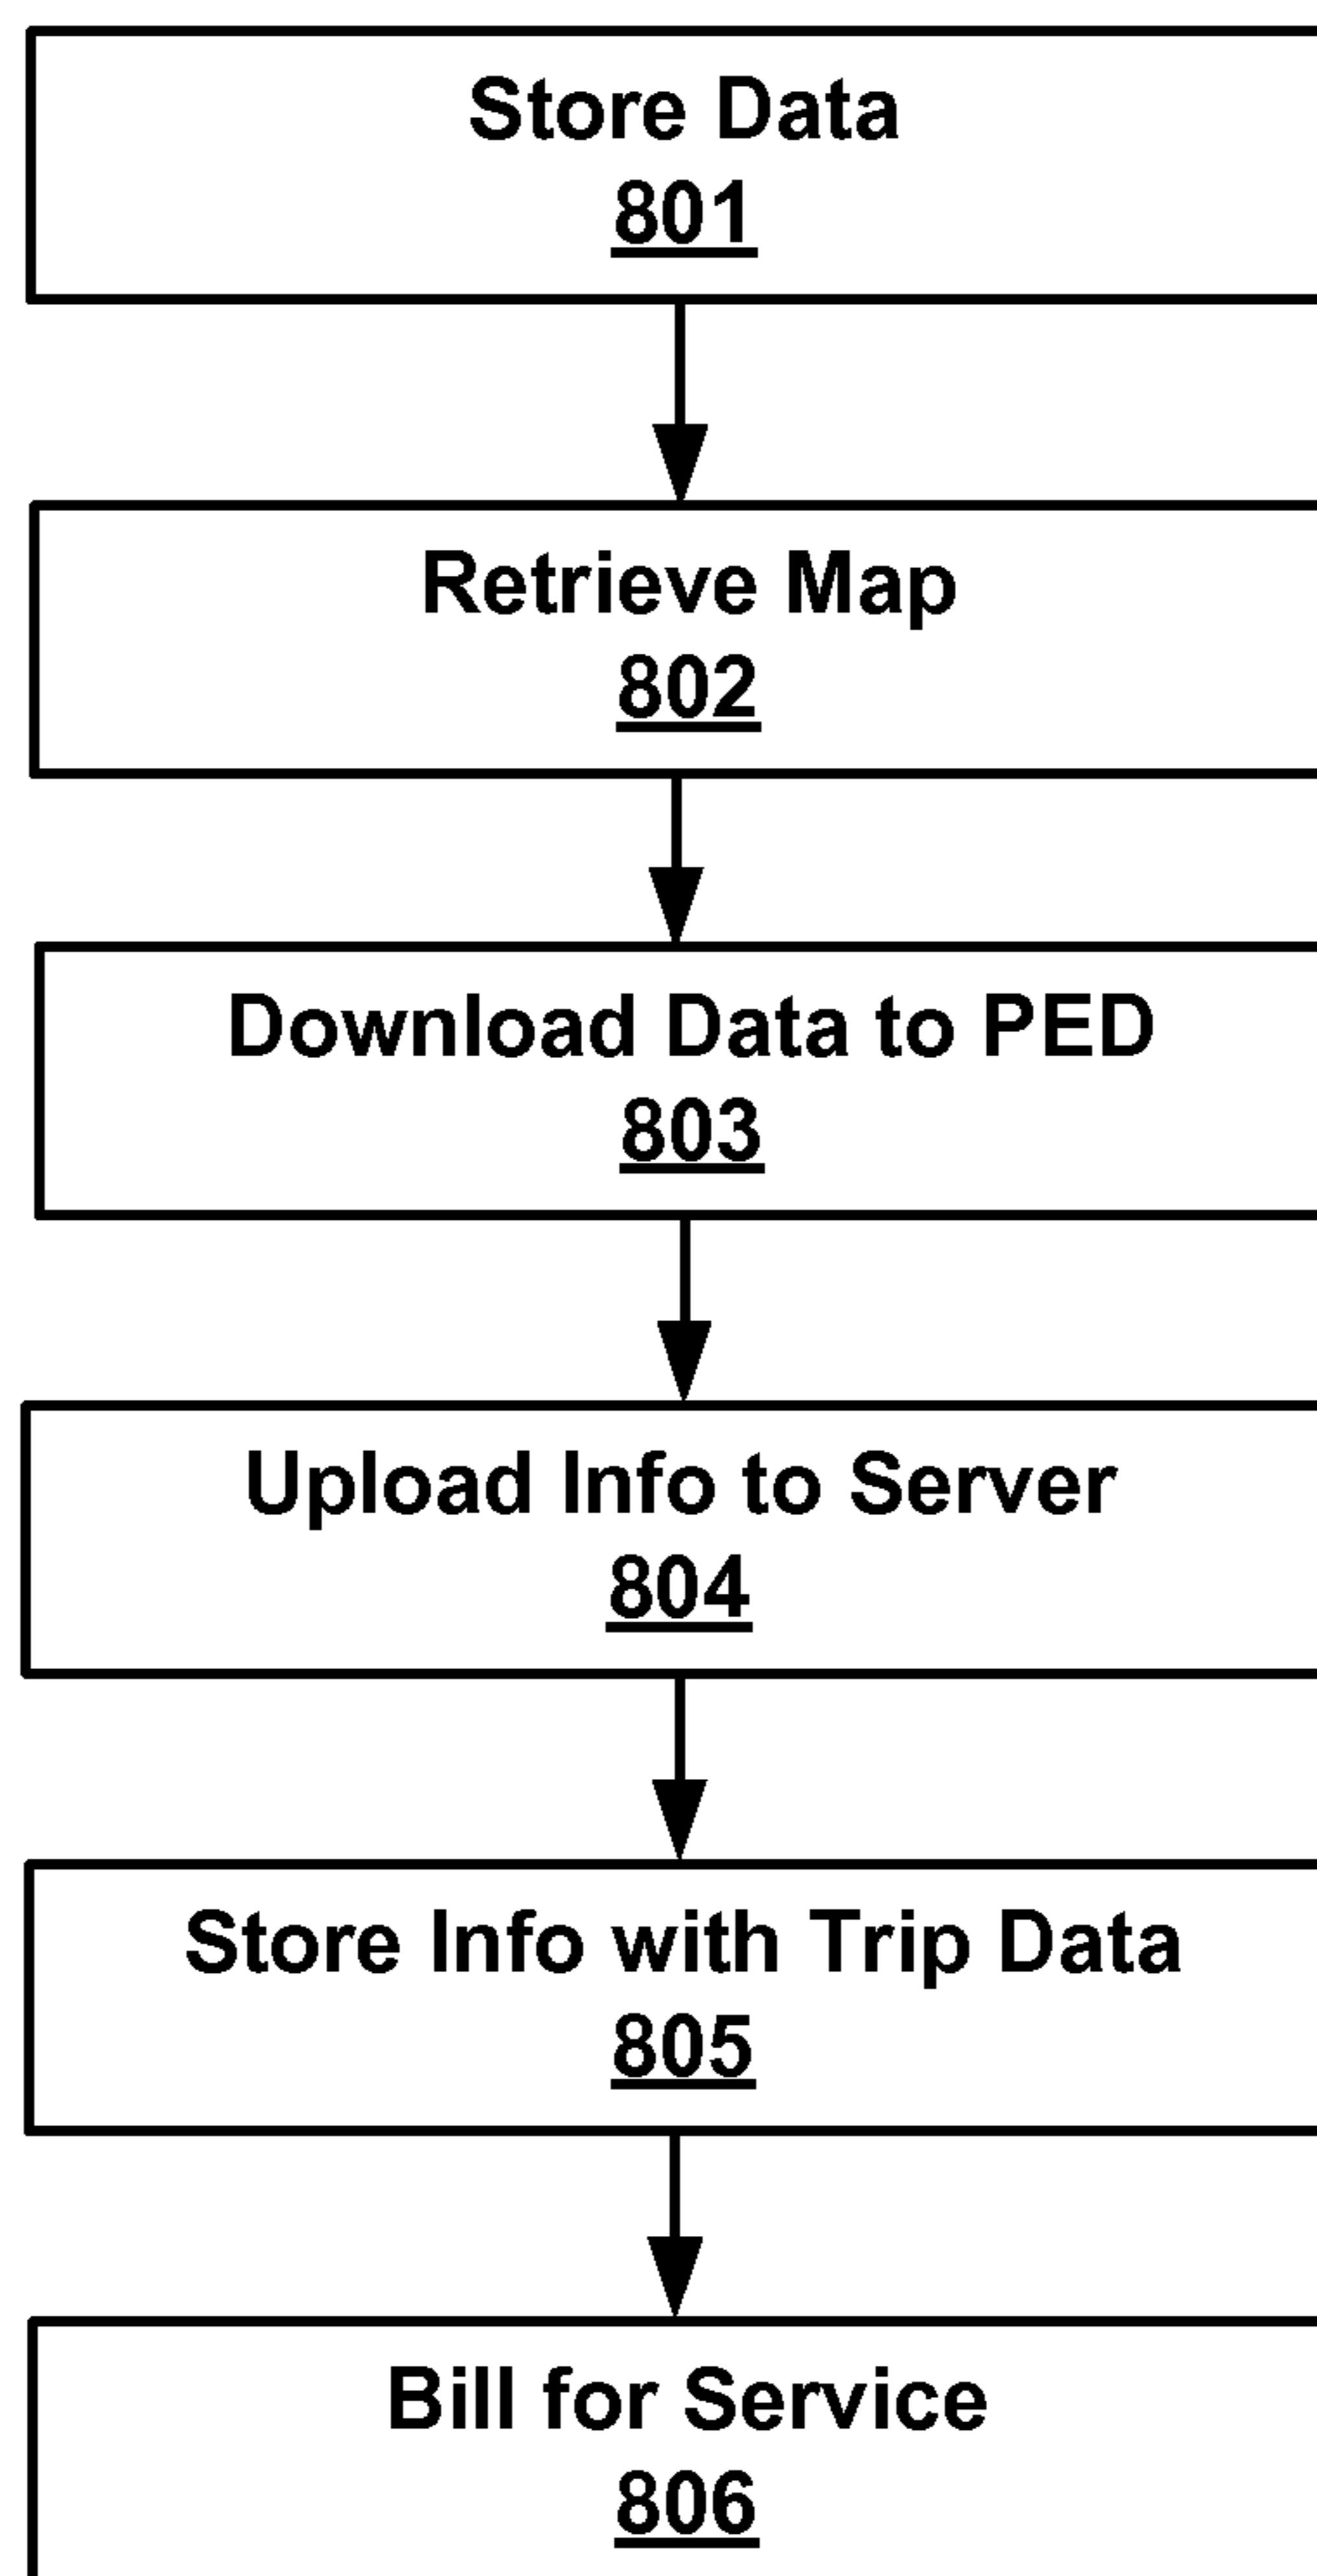 Store Data
801
Retrieve Map
802
Download Data to PED
803
Upload Info to Server
804
Store Info with Trip Data
805
Bill for Service
806